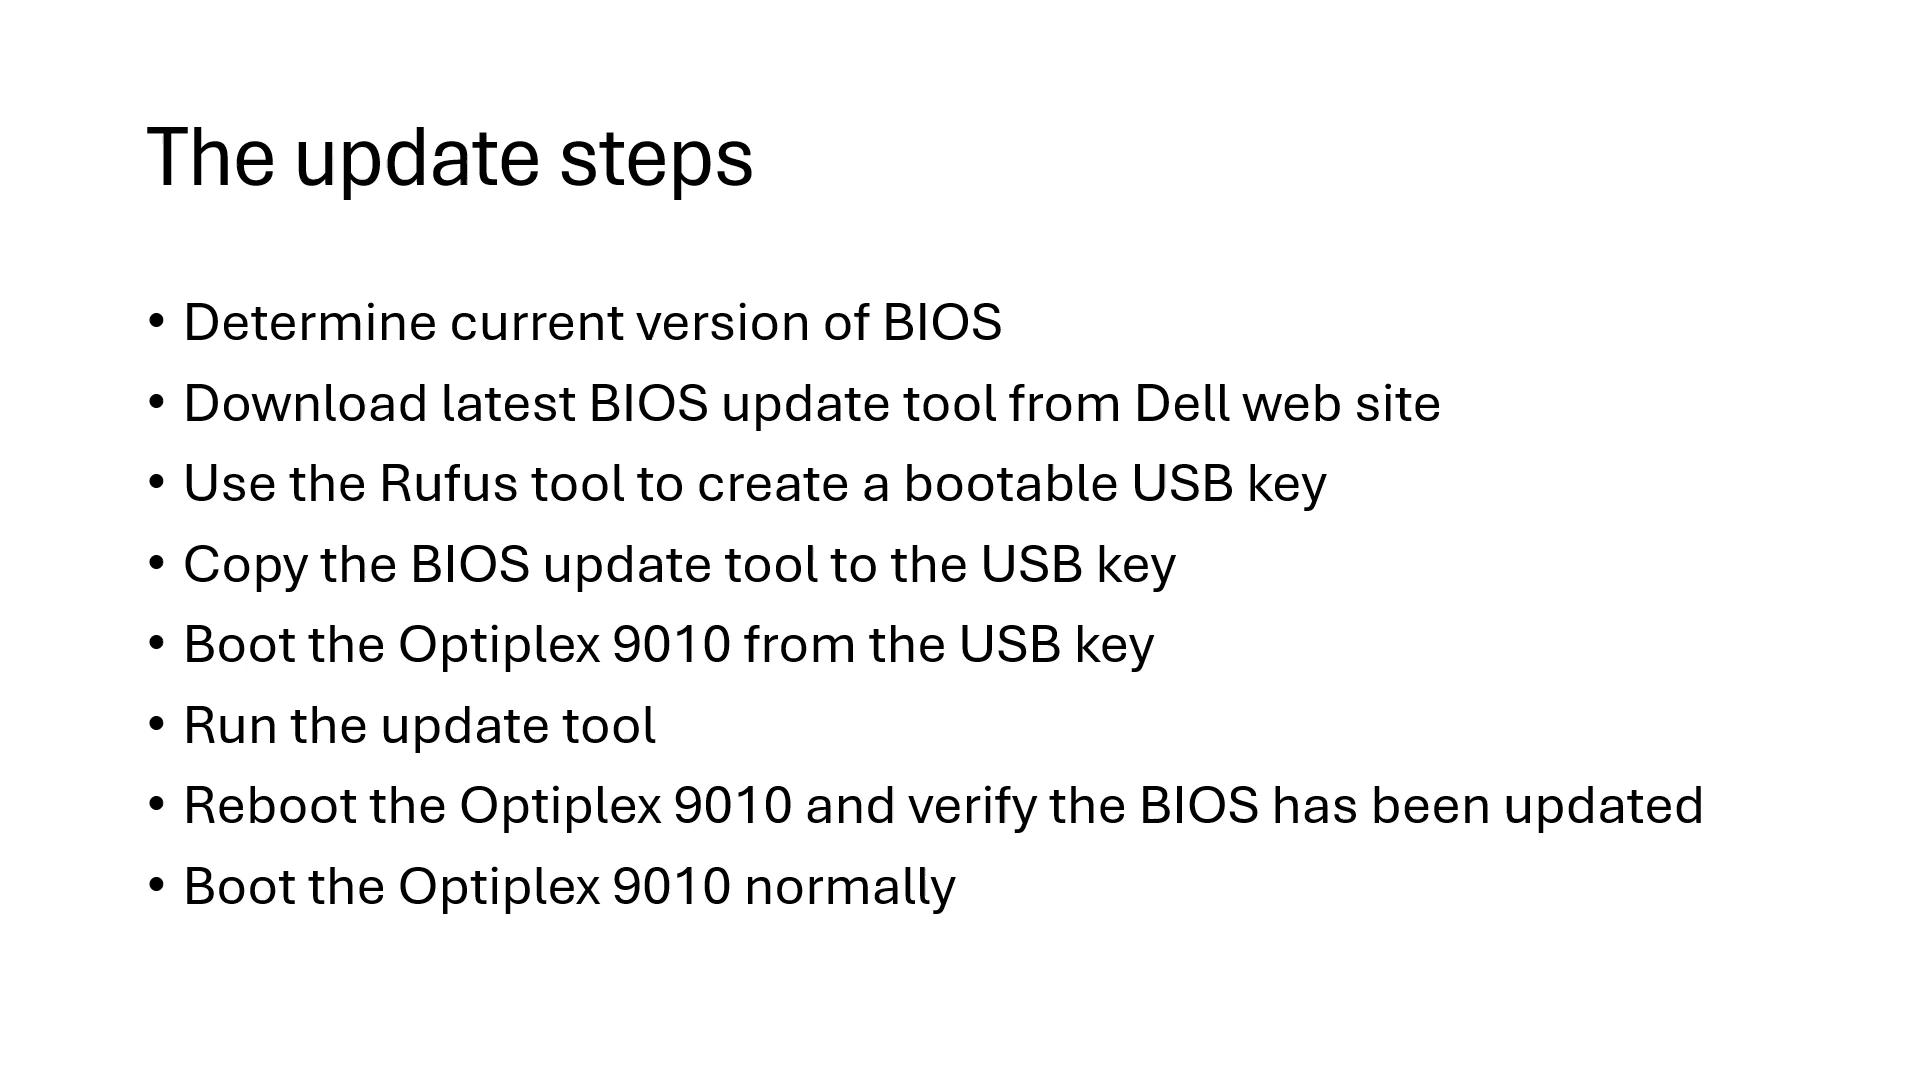 The update steps
• Determine current version of BIOS
• Download latest BIOS update tool from Dell web site
• Use the Rufus tool to create a bootable USB key
• Copy the BIOS update tool to the USB key
• Boot the Optiplex 9010 from the USB key
• Run the update tool
• Reboot the Optiplex 9010 and verify the BIOS has been updated
• Boot the Optiplex 9010 normally